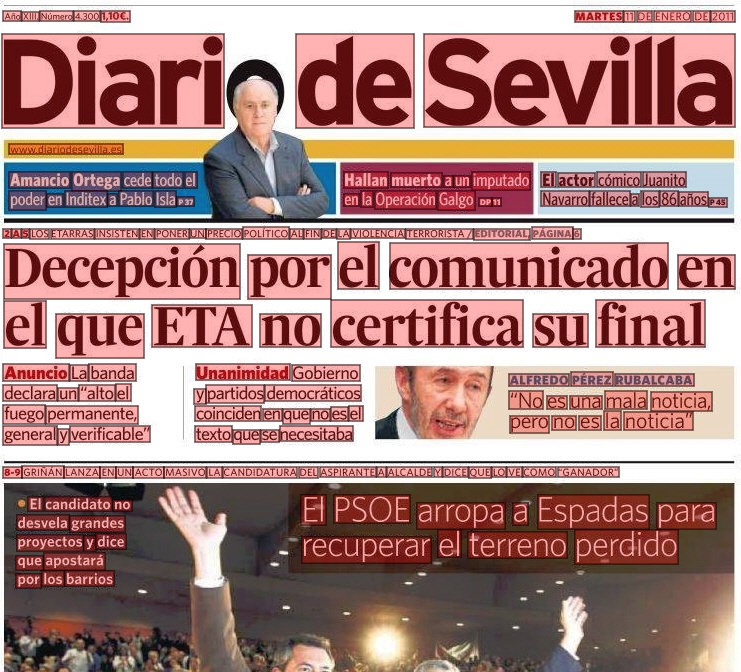 Año XIII Número 4.300 1,10€.
MARTES 11 DE ENERO DE 2011
Diario de Sevilla
www.diariodesevilla.es
Amancio Ortega cede todo el
poder en Inditex a Pablo Isla P 37
Hallan muerto a un imputado
en la Operación Galgo DP 11
El actor cómico Juanito
Navarro fallece a los 86 años P 45
2 A 5 LOS ETARRAS INSISTEN EN PONER UN PRECIO POLÍTICO AL FIN DE LA VIOLENCIA TERRORISTA / EDITORIAL, PÁGINA 6
Decepción por el comunicado en
el que ETA no certifica su final
Anuncio La banda
declara un “alto el
fuego permanente,
general y verificable”
Unanimidad Gobierno
y partidos democráticos
coinciden en que no es el
texto que se necesitaba
ALFREDO PÉREZ RUBALCABA
“No es una mala noticia,
pero no es la noticia”
8-9 GRIÑÁN LANZA EN UN ACTO MASIVO LA CANDIDATURA DEL ASPIRANTE A ALCALDE Y DICE QUE LO VE COMO “GANADOR”
El candidato no
desvela grandes
proyectos y dice
que apostará
por los barrios
El PSOE arropa a Espadas para
recuperar el terreno perdido